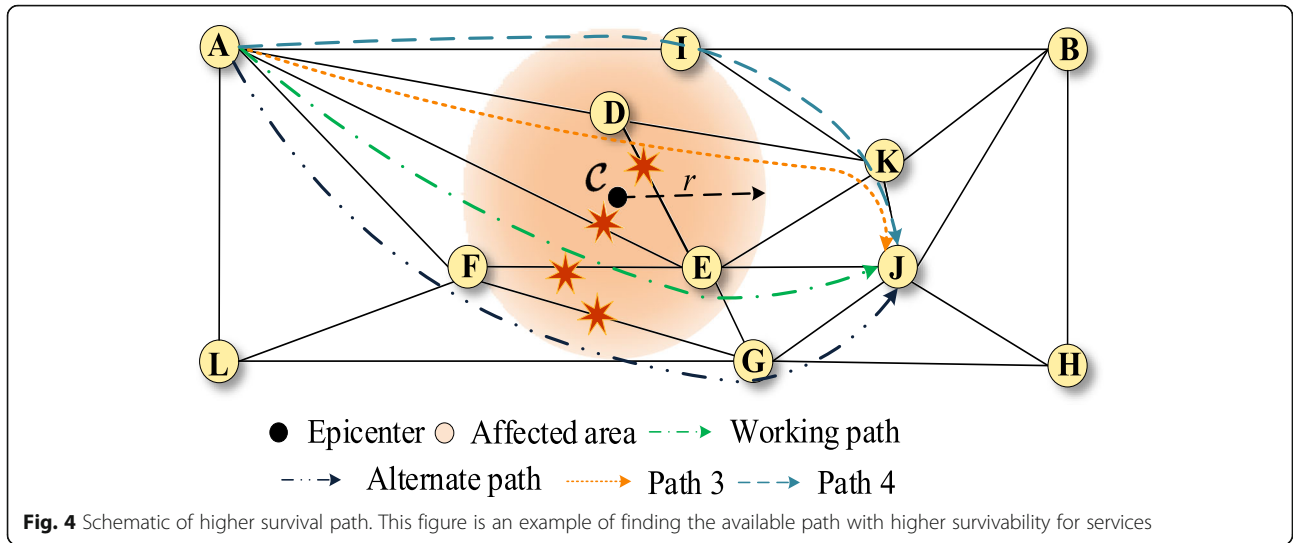 A I B
D
K
C r
F E J
L G H
Epicenter Affected area Working path
Alternate path Path 3 Path 4
Fig. 4 Schematic of higher survival path. This figure is an example of finding the available path with higher survivability for services